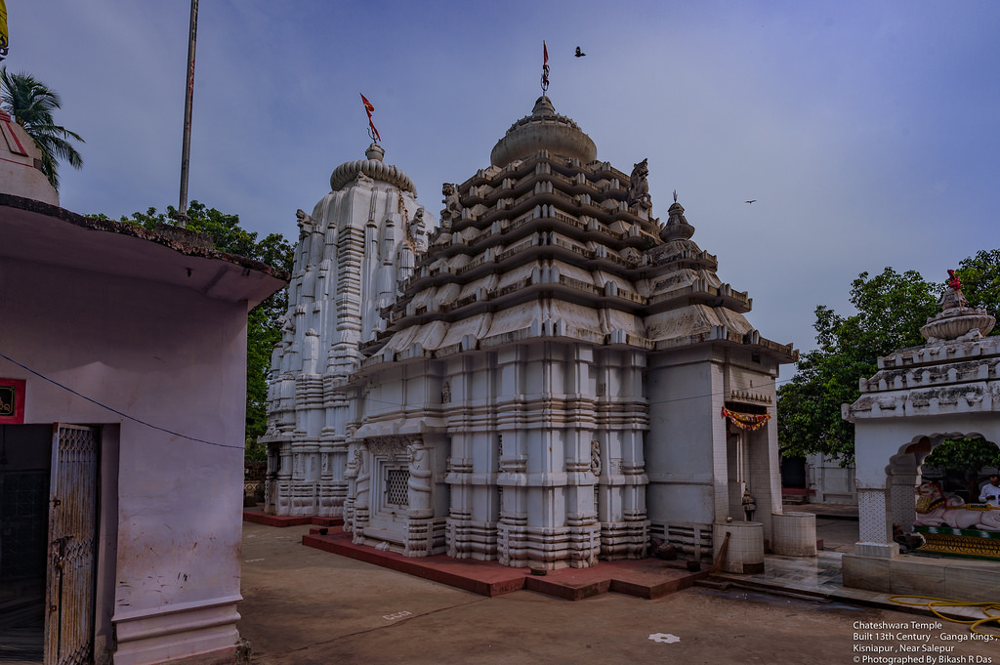 Chateshwara Temple
Built 13th Century - Ganga Kings ,
Kisniapur , Near Salepur
© Photographed By Bikash R Das